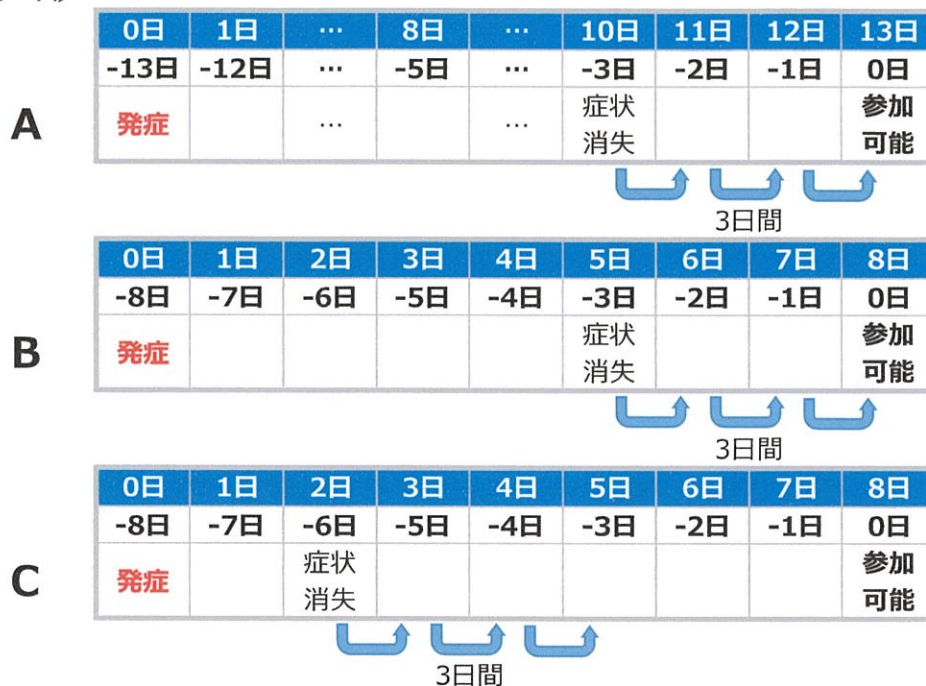 0日 1日 … 8日 … 10日 11日 12日 13日
-13日 -12日 … -5日 … -3日 -2日 -1日 0日
A 発症 … … 症状消失 参加可能
3日間
0日 1日 2日 3日 4日 5日 6日 7日 8日
-8日 -7日 -6日 -5日 -4日 -3日 -2日 -1日 0日
B 発症 症状消失 参加可能
3日間
0日 1日 2日 3日 4日 5日 6日 7日 8日
-8日 -7日 -6日 -5日 -4日 -3日 -2日 -1日 0日
C 発症 症状消失 参加可能
3日間